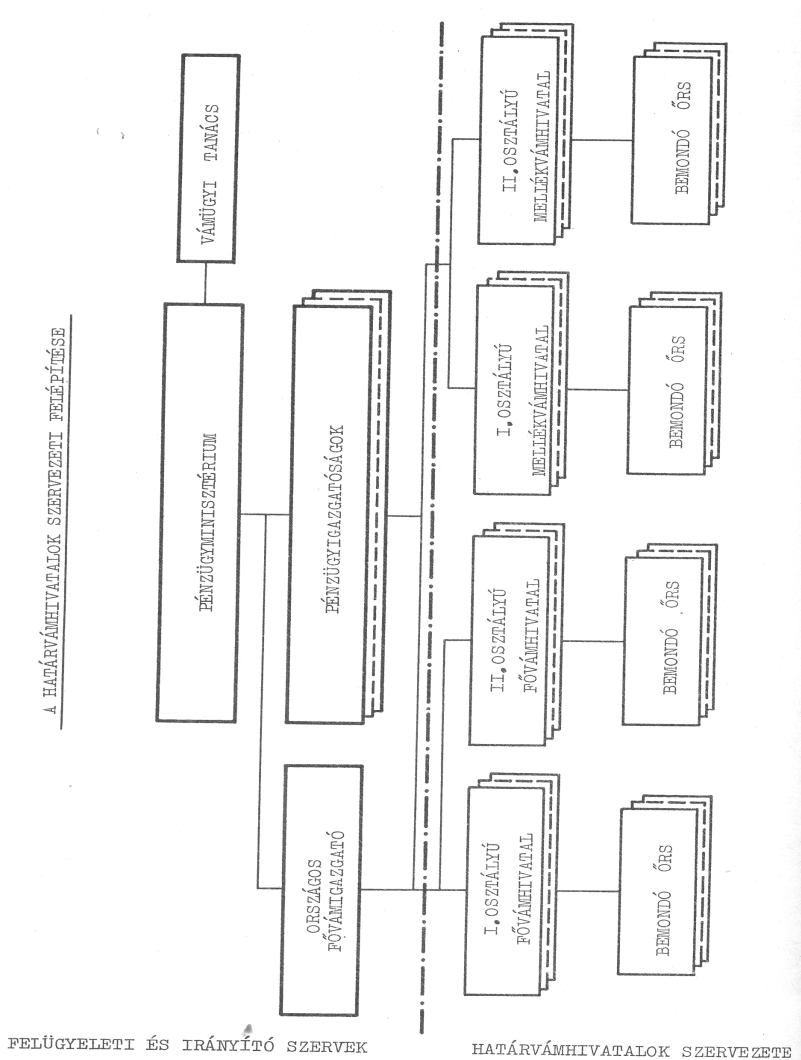 A HATÁRVÁMHIVATALOK SZERVEZETI FELÉPÍTÉSE
VÁMÜGYI TANÁCS
PÉNZÜGYMINISZTÉRIUM
PÉNZÜGYIGAZGATÓSÁGOK
ORSZÁGOS
FŐVÁMIGAZGATÓ
I.OSZTÁLYÚ
FŐVÁMHIVATAL
II.OSZTÁLYÚ
FŐVÁMHIVATAL
I.OSZTÁLYÚ
MELLÉKVÁMHIVATAL
II.OSZTÁLYÚ
MELLÉKVÁMHIVATAL
BEMONDÓ ŐRS
BEMONDÓ ŐRS
BEMONDÓ ŐRS
BEMONDÓ ŐRS
FELÜGYELETI ÉS IRÁNYÍTÓ SZERVEK
HATÁRVÁMHIVATALOK SZERVEZETE